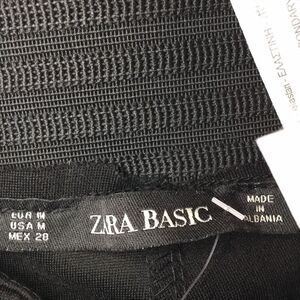 EUR M
USA M
MEX 28
ZARA BASIC
MADE
IN
ALBANIA